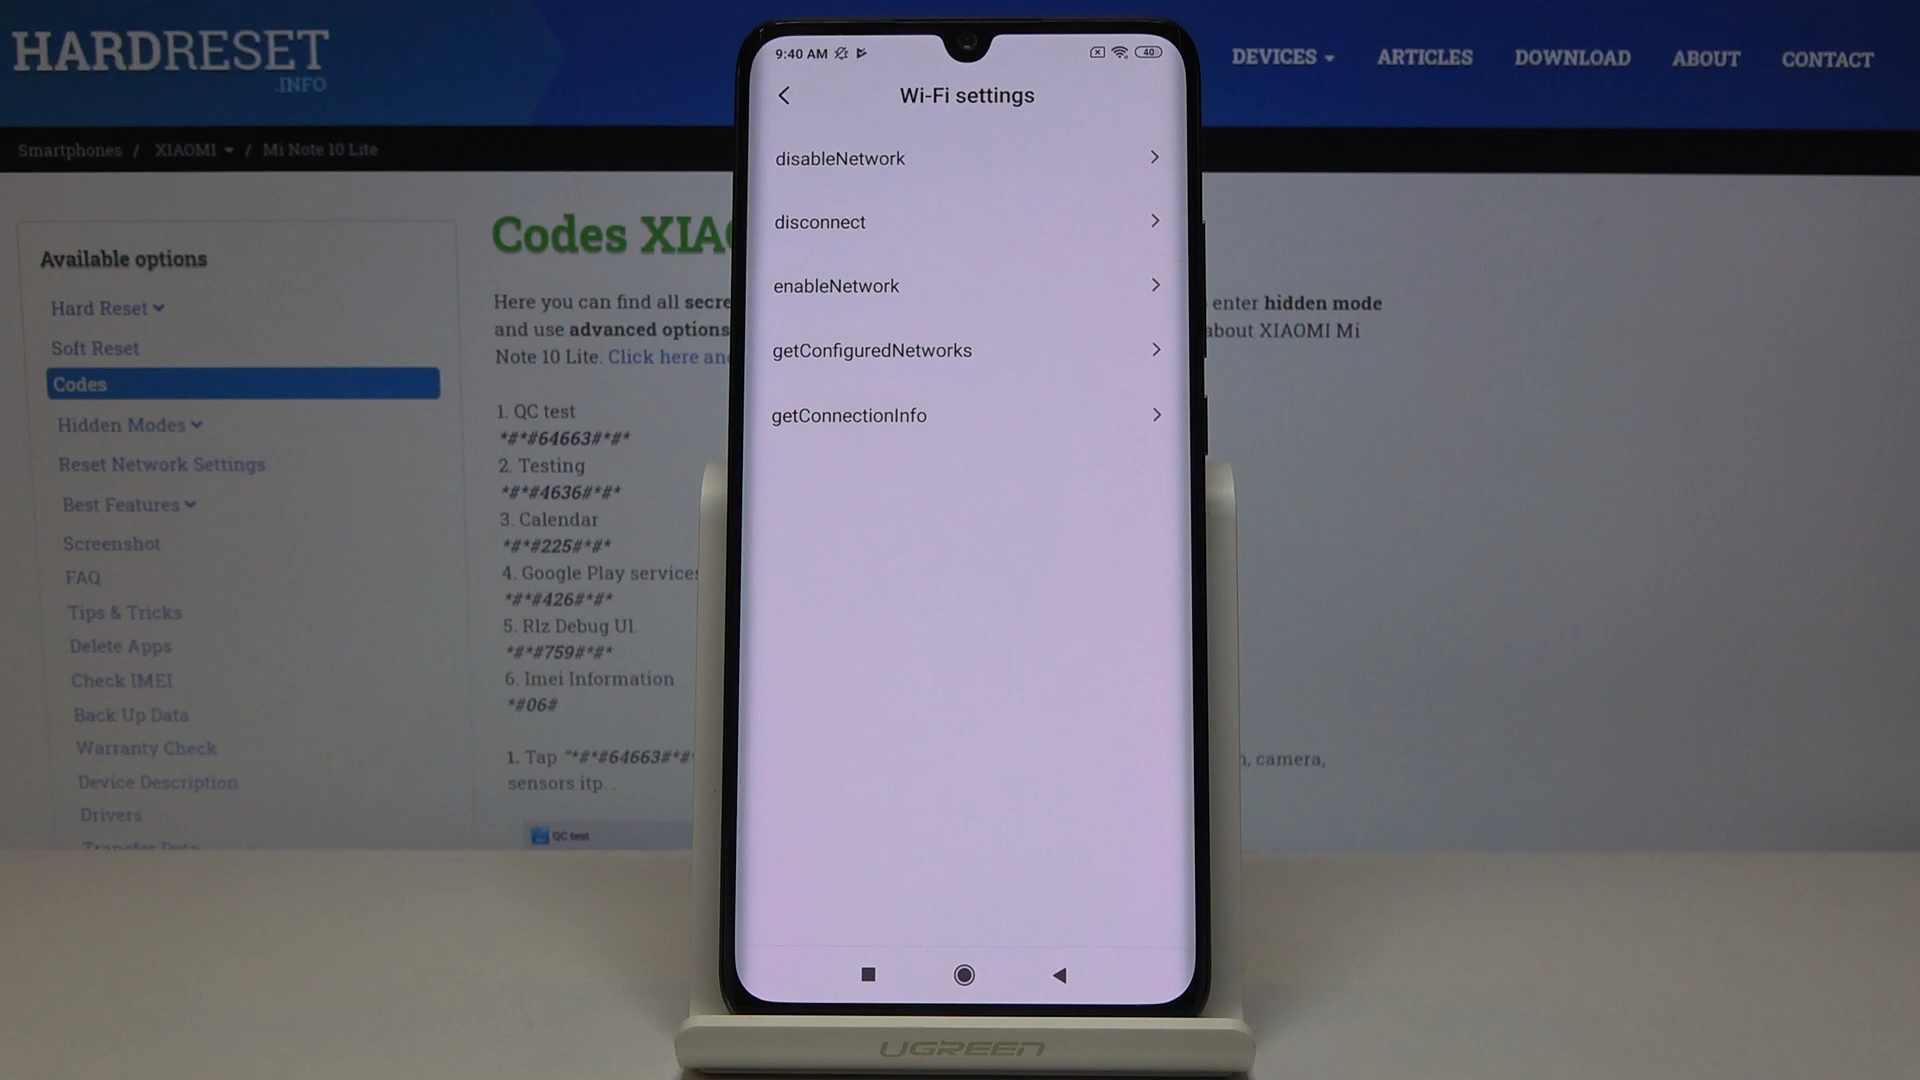 HARDRESET
.INFO
DEVICES
ARTICLES
DOWNLOAD
ABOUT
CONTACT
Smartphones / XIAOMI / Mi Note 10 Lite
Available options
Hard Reset
Soft Reset
Codes
Hidden Modes
Reset Network Settings
Best Features
Screenshot
FAQ
Tips & Tricks
Delete Apps
Check IMEI
Back Up Data
Warranty Check
Device Description
Drivers
Transfer Data
Codes
Here you can find all
and use advanced options
Note 10 Lite. Click here
enter hidden mode
about XIAOMI Mi
1. QC test
*#*#64663#*#*
2. Testing
*#*#4636#*#*
3. Calendar
*#*#225#*#*
4. Google Play services
*#*#426#*#*
5. Rlz Debug UI.
*#*#759#*#*
6. Imei Information
*#06#
1. Tap "*#*#64663#*#
camera,
sensors itp. .
QC test
9:40 AM
40
Wi-Fi settings
disableNetwork
disconnect
enableNetwork
getConfiguredNetworks
getConnectionInfo
UGREEN